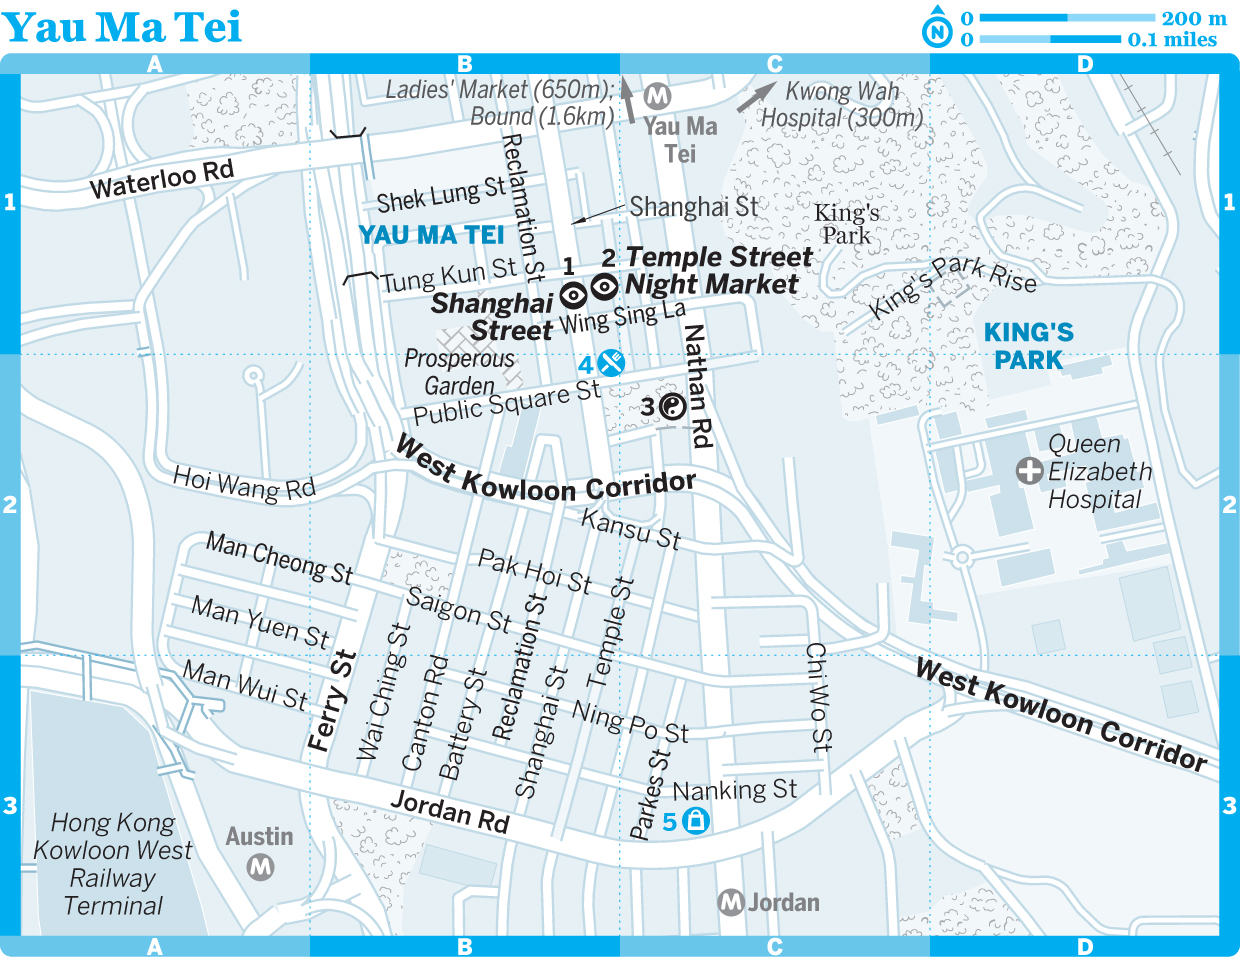 Yau Ma Tei
N
0
200 m
0
0.1 miles
A
B
C
D
Ladies' Market (650m);
Bound (1.6km)
M
Yau Ma
Tei
Kwong Wah
Hospital (300m)
1
1
Waterloo Rd
Reclamation St
Shek Lung St
Shanghai St
King's
Park
YAU MA TEI
Tung Kun St
1
2
Temple Street
Night Market
Shanghai
Street
Wing Sing La
King's Park Rise
KING'S
PARK
Nathan Rd
Prosperous
Garden
4
Public Square St
3
West Kowloon Corridor
Queen
Elizabeth
Hospital
2
2
Hoi Wang Rd
Kansu St
Man Cheong St
Pak Hoi St
Saigon St
Man Yuen St
Man Wui St
Ferry St
Wai Ching St
Canton Rd
Battery St
Reclamation St
Shanghai St
Temple St
Ning Po St
Chi Wo St
West Kowloon Corridor
Parkes St
Nanking St
5
Jordan Rd
3
3
Hong Kong
Kowloon West
Railway
Terminal
Austin
M
M
Jordan
A
B
C
D